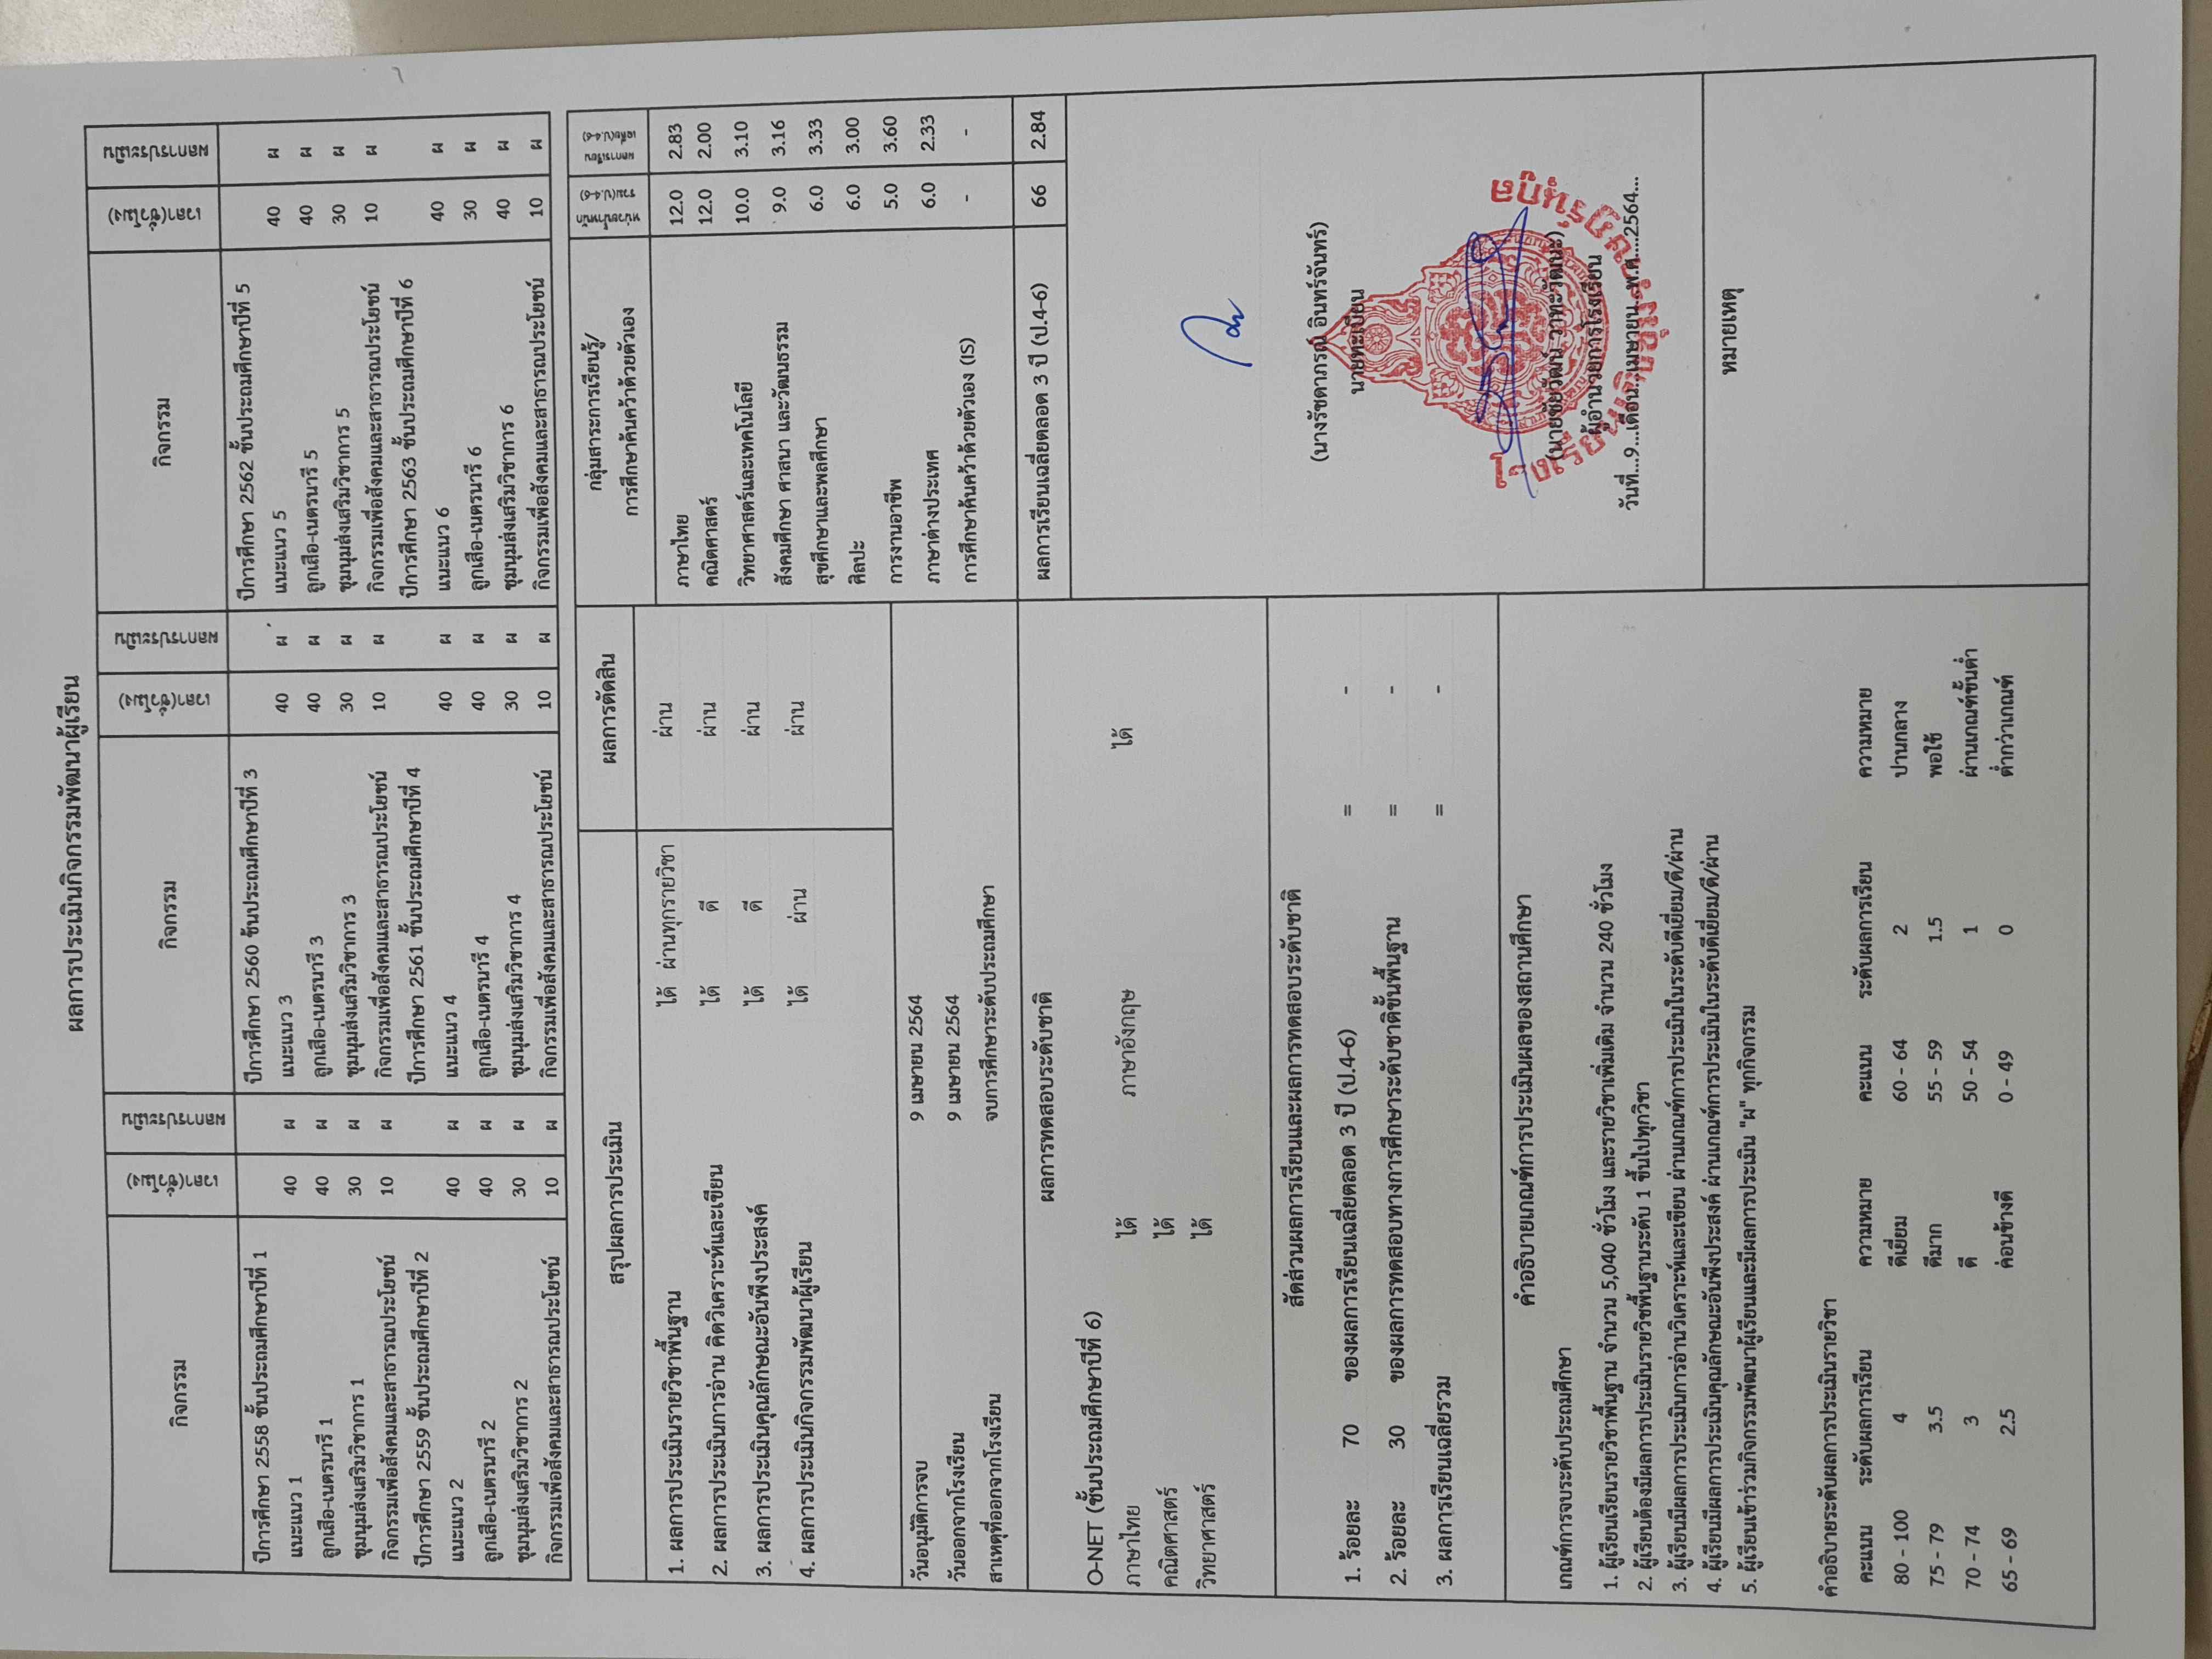 ผลการประเมินกิจกรรมพัฒนาผู้เรียน
กิจกรรม เวลา(ชั่วโมง) ผลการประเมิน กิจกรรม เวลา(ชั่วโมง) ผลการประเมิน กิจกรรม เวลา(ชั่วโมง) ผลการประเมิน
ปีการศึกษา 2558 ชั้นประถมศึกษาปีที่ 1 ปีการศึกษา 2560 ชั้นประถมศึกษาปีที่ 3 ปีการศึกษา 2562 ชั้นประถมศึกษาปีที่ 5
แนะแนว 1 40 ผ แนะแนว 3 40 ผ แนะแนว 5 40 ผ
ลูกเสือ-เนตรนารี 1 40 ผ ลูกเสือ-เนตรนารี 3 40 ผ ลูกเสือ-เนตรนารี 5 40 ผ
ชุมนุมส่งเสริมวิชาการ 1 30 ผ ชุมนุมส่งเสริมวิชาการ 3 30 ผ ชุมนุมส่งเสริมวิชาการ 5 30 ผ
กิจกรรมเพื่อสังคมและสาธารณประโยชน์ 10 ผ กิจกรรมเพื่อสังคมและสาธารณประโยชน์ 10 ผ กิจกรรมเพื่อสังคมและสาธารณประโยชน์ 10 ผ
ปีการศึกษา 2559 ชั้นประถมศึกษาปีที่ 2 ปีการศึกษา 2561 ชั้นประถมศึกษาปีที่ 4 ปีการศึกษา 2563 ชั้นประถมศึกษาปีที่ 6
แนะแนว 2 40 ผ แนะแนว 4 40 ผ แนะแนว 6 40 ผ
ลูกเสือ-เนตรนารี 2 40 ผ ลูกเสือ-เนตรนารี 4 40 ผ ลูกเสือ-เนตรนารี 6 30 ผ
ชุมนุมส่งเสริมวิชาการ 2 30 ผ ชุมนุมส่งเสริมวิชาการ 4 30 ผ ชุมนุมส่งเสริมวิชาการ 6 40 ผ
กิจกรรมเพื่อสังคมและสาธารณประโยชน์ 10 ผ กิจกรรมเพื่อสังคมและสาธารณประโยชน์ 10 ผ กิจกรรมเพื่อสังคมและสาธารณประโยชน์ 10 ผ
สรุปผลการประเมิน ผลการตัดสิน
1. ผลการประเมินรายวิชาพื้นฐาน ได้ ผ่านทุกรายวิชา ผ่าน
2. ผลการประเมินการอ่าน คิดวิเคราะห์และเขียน ได้ ดี ผ่าน
3. ผลการประเมินคุณลักษณะอันพึงประสงค์ ได้ ดี ผ่าน
4. ผลการประเมินกิจกรรมพัฒนาผู้เรียน ได้ ผ่าน ผ่าน
วันอนุมัติการจบ 9 เมษายน 2564
วันออกจากโรงเรียน 9 เมษายน 2564
สาเหตุที่ออกจากโรงเรียน จบการศึกษาระดับประถมศึกษา
ผลการทดสอบระดับชาติ
O-NET (ชั้นประถมศึกษาปีที่ 6)
ภาษาไทย ได้ ภาษาอังกฤษ ได้
คณิตศาสตร์ ได้
วิทยาศาสตร์ ได้
สัดส่วนผลการเรียนและผลการทดสอบระดับชาติ
1. ร้อยละ 70 ของผลการเรียนเฉลี่ยตลอด 3 ปี (ป.4-6) = -
2. ร้อยละ 30 ของผลการทดสอบทางการศึกษาระดับชาติขั้นพื้นฐาน = -
3. ผลการเรียนเฉลี่ยรวม = -
คำอธิบายเกณฑ์การประเมินผลของสถานศึกษา
เกณฑ์การจบระดับประถมศึกษา
1. ผู้เรียนเรียนรายวิชาพื้นฐาน จำนวน 5,040 ชั่วโมง และรายวิชาเพิ่มเติม จำนวน 240 ชั่วโมง
2. ผู้เรียนต้องมีผลการประเมินรายวิชพื้นฐานระดับ 1 ขึ้นไปทุกวิชา
3. ผู้เรียนมีผลการประเมินการอ่านวิเคราะห์และเขียน ผ่านเกณฑ์การประเมินในระดับดีเยี่ยม/ดี/ผ่าน
4. ผู้เรียนมีผลการประเมินคุณลักษณะอันพึงประสงค์ ผ่านเกณฑ์การประเมินในระดับดีเยี่ยม/ดี/ผ่าน
5. ผู้เรียนเข้าร่วมกิจกรรมพัฒนาผู้เรียนและมีผลการประเมิน "ผ" ทุกกิจกรรม
คำอธิบายระดับผลการประเมินรายวิชา
คะแนน ระดับผลการเรียน ความหมาย คะแนน ระดับผลการเรียน ความหมาย
80 - 100 4 ดีเยี่ยม 60 - 64 2 ปานกลาง
75 - 79 3.5 ดีมาก 55 - 59 1.5 พอใช้
70 - 74 3 ดี 50 - 54 1 ผ่านเกณฑ์ขั้นต่ำ
65 - 69 2.5 ค่อนข้างดี 0 - 49 0 ต่ำกว่าเกณฑ์
กลุ่มสาระการเรียนรู้/ หน่วยน้ำหนัก ผลการเรียน
การศึกษาค้นคว้าด้วยตัวเอง รวม(ป.4-6) เฉลี่ย(ป.4-6)
ภาษาไทย 12.0 2.83
คณิตศาสตร์ 12.0 2.00
วิทยาศาสตร์และเทคโนโลยี 10.0 3.10
สังคมศึกษา ศาสนา และวัฒนธรรม 9.0 3.16
สุขศึกษาและพลศึกษา 6.0 3.33
ศิลปะ 6.0 3.00
การงานอาชีพ 5.0 3.60
ภาษาต่างประเทศ 6.0 2.33
การศึกษาค้นคว้าด้วยตัวเอง (IS) - -
ผลการเรียนเฉลี่ยตลอด 3 ปี (ป.4-6) 66 2.84
(นางรัชดาภรณ์ อินทร์จันทร์)
นายทะเบียน
(นายชัยวัฒน์ วาทะวัฒนะ)
ผู้อำนวยการโรงเรียน
วันที่...9...เดือน...เมษายน...พ.ศ....2564...
หมายเหตุ